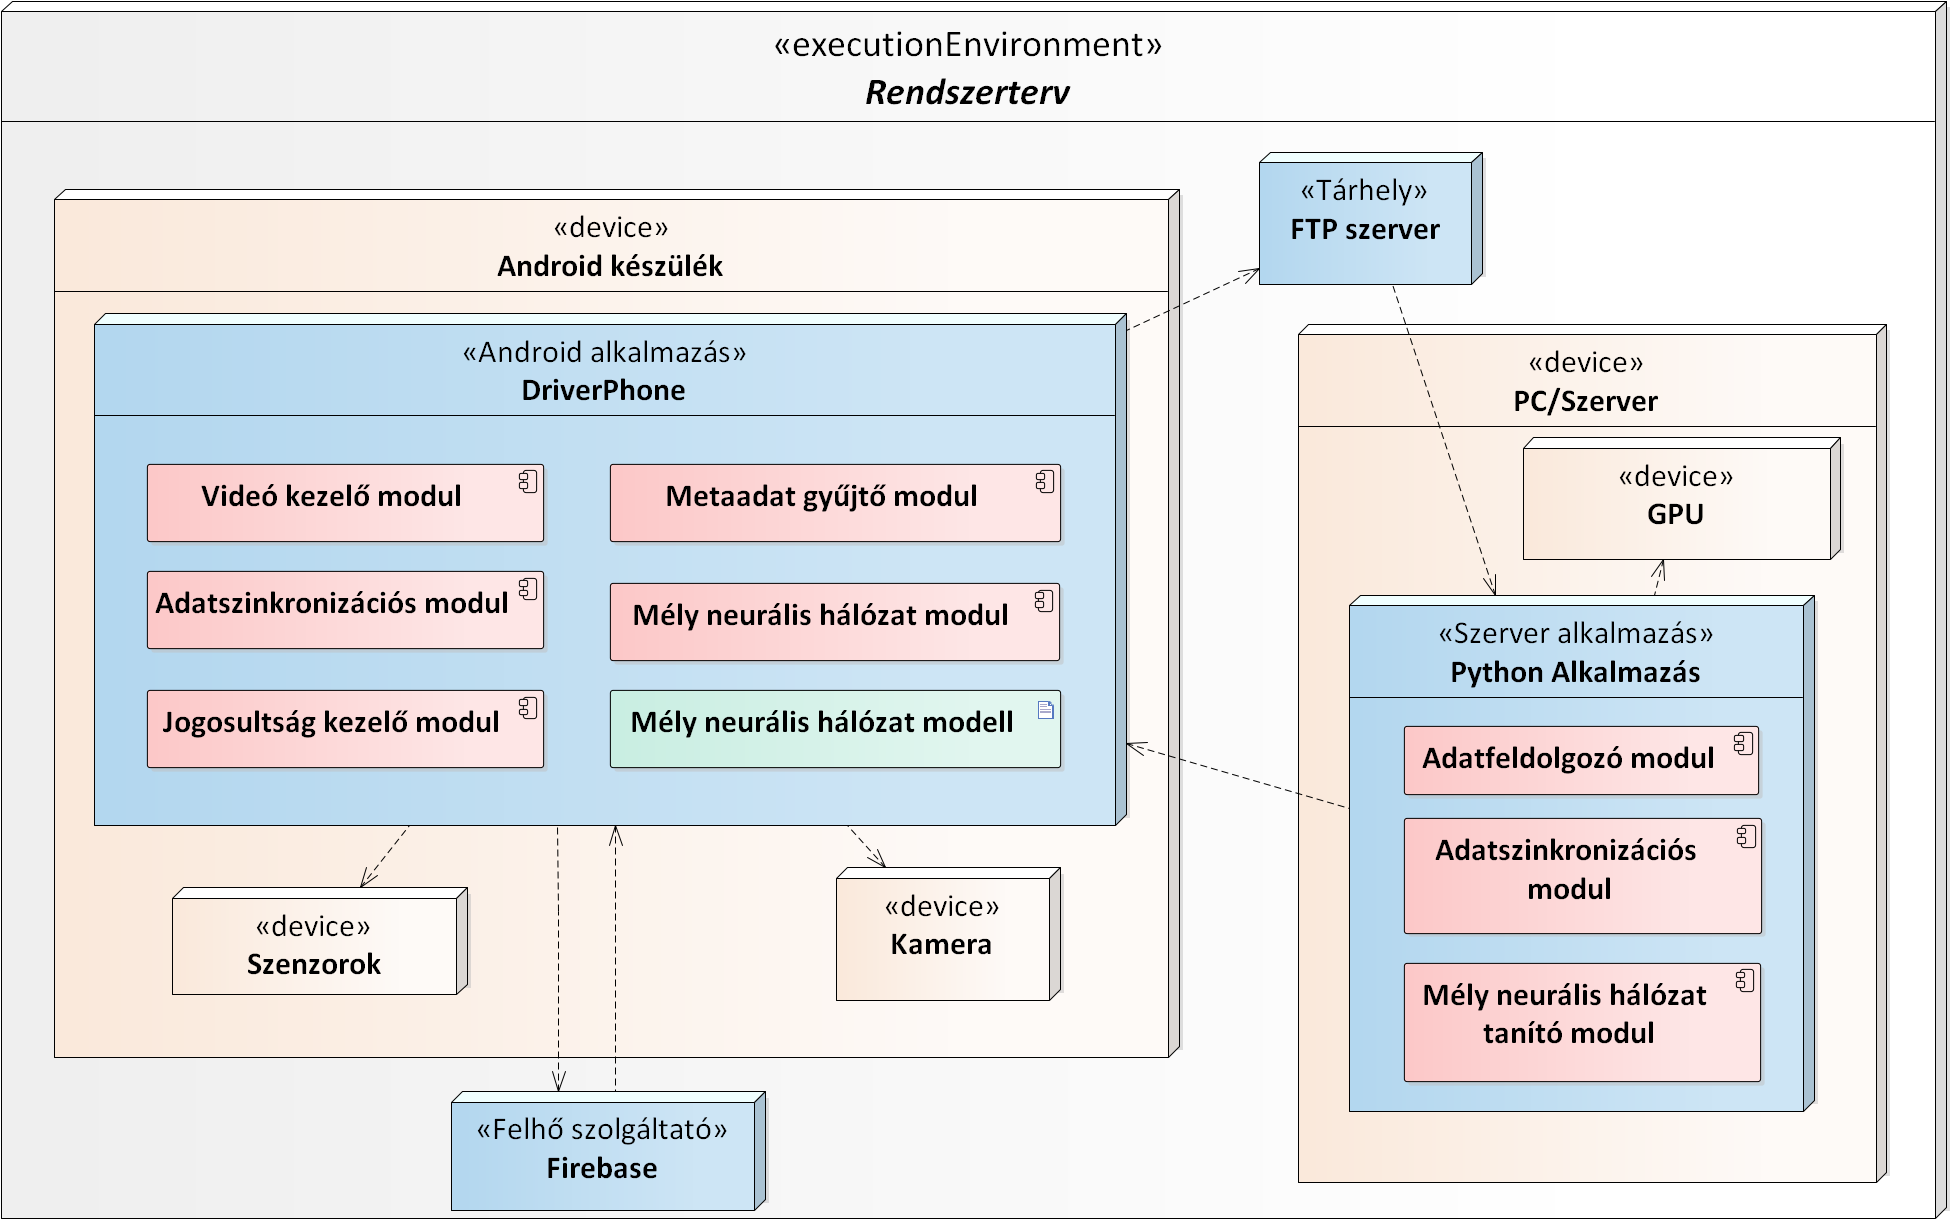 «executionEnvironment»
Rendszerterv
«Tárhely»
FTP szerver
«device»
Android készülék
«Android alkalmazás»
DriverPhone
Videó kezelő modul
Metaadat gyűjtő modul
Adatszinkronizációs modul
Mély neurális hálózat modul
Jogosultság kezelő modul
Mély neurális hálózat modell
«device»
Szenzorok
«device»
Kamera
«Felhő szolgáltató»
Firebase
«device»
PC/Szerver
«device»
GPU
«Szerver alkalmazás»
Python Alkalmazás
Adatfeldolgozó modul
Adatszinkronizációs
modul
Mély neurális hálózat
tanító modul